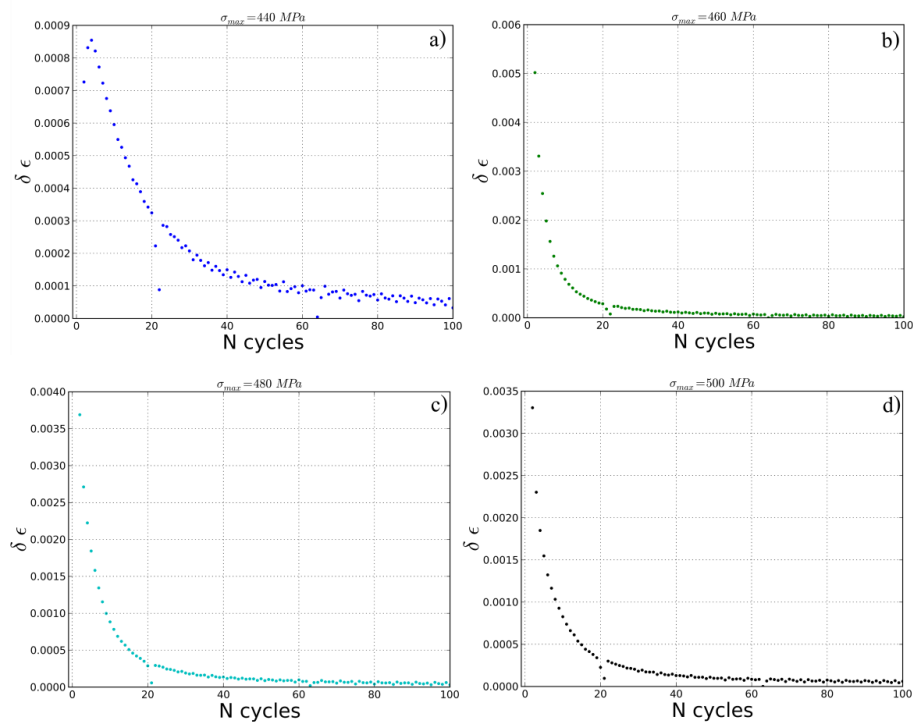 σmax=440 MPa
a)
0.0009
0.0008
0.0007
0.0006
0.0005
0.0004
0.0003
0.0002
0.0001
0.0000
0 20 40 60 80 100
δ ϵ
N cycles
σmax=460 MPa
b)
0.006
0.005
0.004
0.003
0.002
0.001
0.000
0 20 40 60 80 100
δ ϵ
N cycles
σmax=480 MPa
c)
0.0040
0.0035
0.0030
0.0025
0.0020
0.0015
0.0010
0.0005
0.0000
0 20 40 60 80 100
δ ϵ
N cycles
σmax=500 MPa
d)
0.0035
0.0030
0.0025
0.0020
0.0015
0.0010
0.0005
0.0000
0 20 40 60 80 100
δ ϵ
N cycles